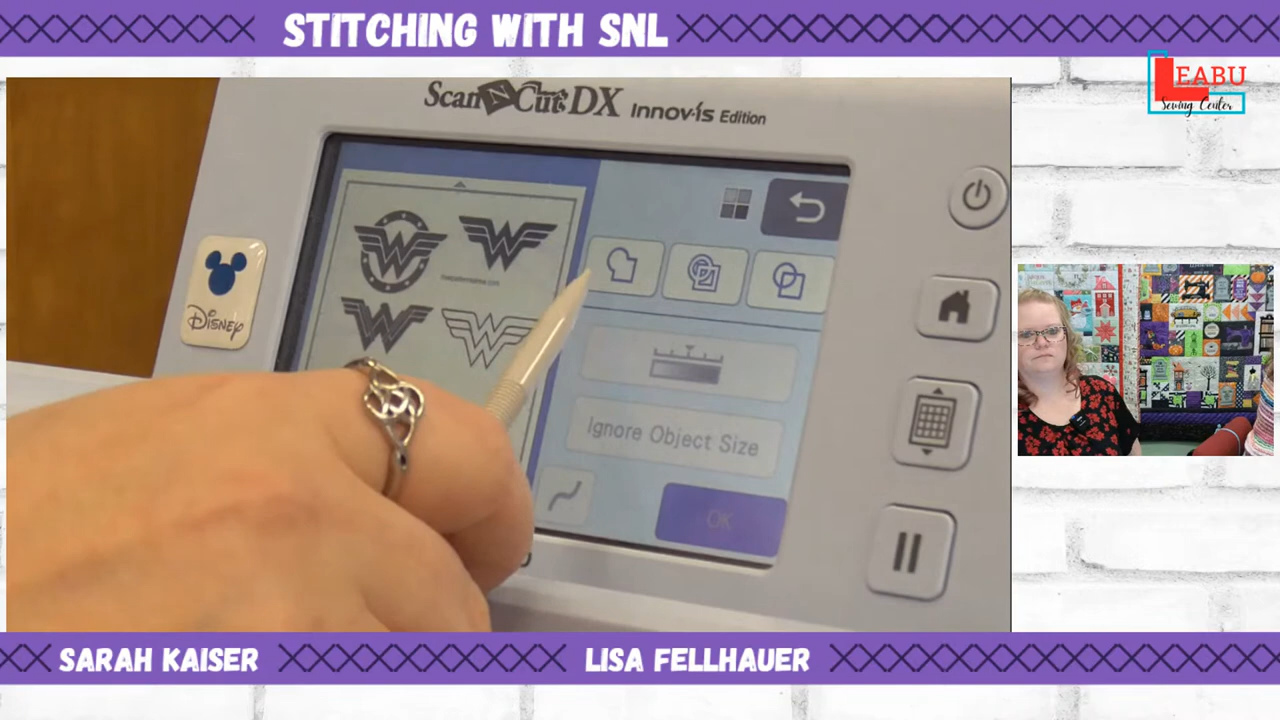 STITCHING WITH SNL
LEABU
Sewing Center
ScanNCut DX Innov-ís Edition
Disney
Ignore Object Size
OK
SARAH KAISER
LISA FELLHAUER